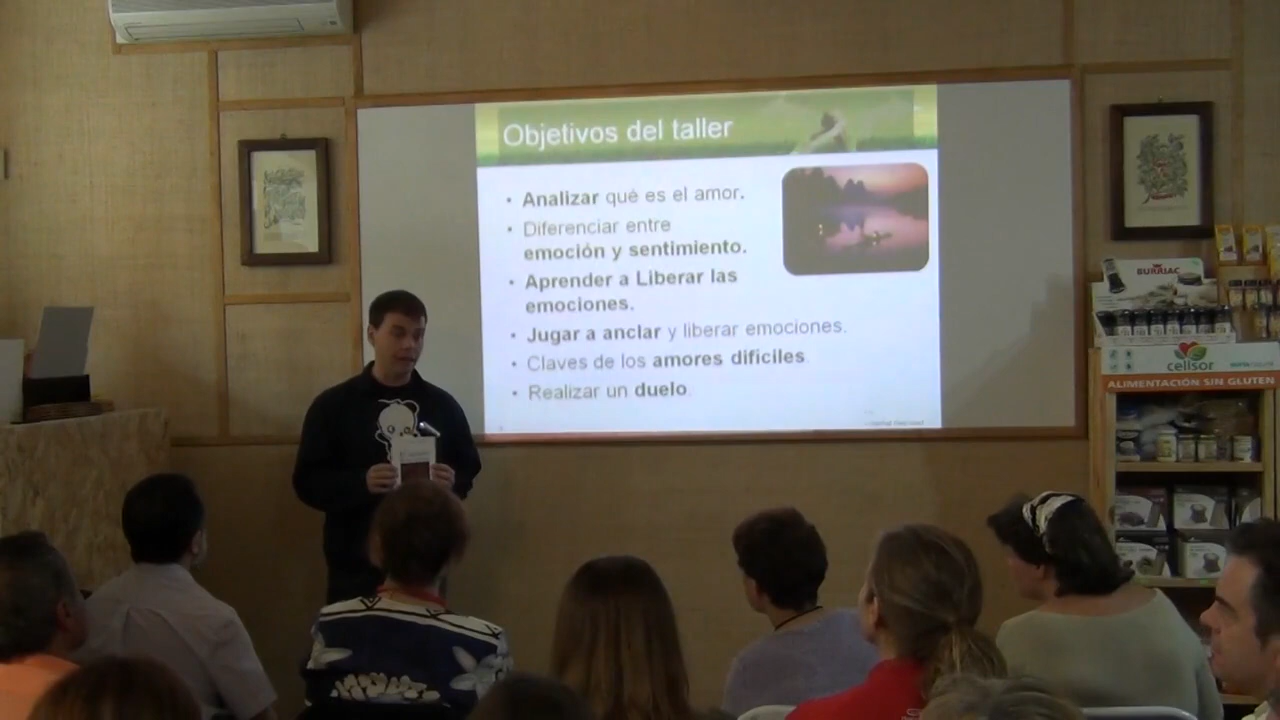 Objetivos del taller
• Analizar qué es el amor.
• Diferenciar entre
emoción y sentimiento.
• Aprender a Liberar las
emociones.
• Jugar a anclar y liberar emociones.
• Claves de los amores difíciles.
• Realizar un duelo.
BURRIAC
cellsor
ALIMENTACIÓN SIN GLUTEN